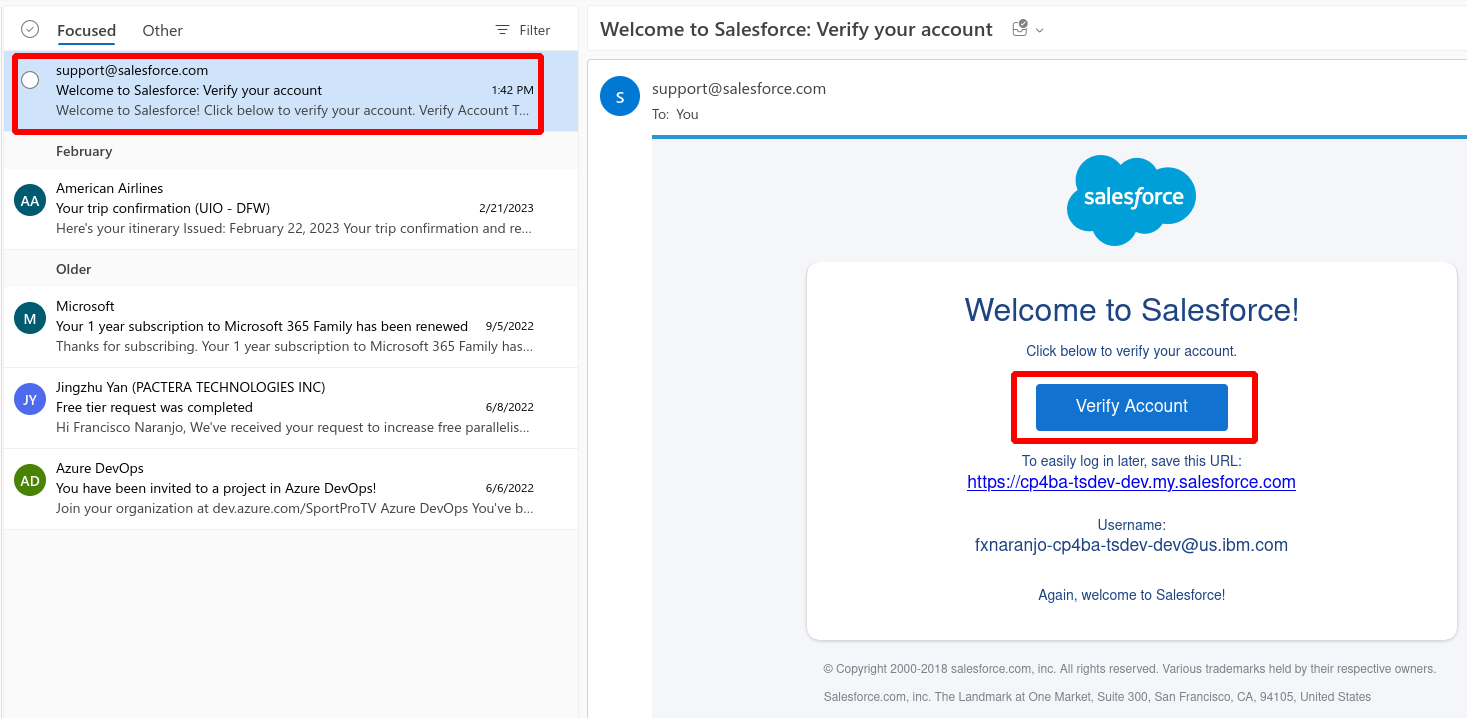 Focused Other Filter
support@salesforce.com
Welcome to Salesforce: Verify your account 1:42 PM
Welcome to Salesforce! Click below to verify your account. Verify Account T...
February
AA
American Airlines
Your trip confirmation (UIO - DFW) 2/21/2023
Here's your itinerary Issued: February 22, 2023 Your trip confirmation and re...
Older
M
Microsoft
Your 1 year subscription to Microsoft 365 Family has been renewed 9/5/2022
Thanks for subscribing. Your 1 year subscription to Microsoft 365 Family has...
JY
Jingzhu Yan (PACTERA TECHNOLOGIES INC)
Free tier request was completed 6/8/2022
Hi Francisco Naranjo, We've received your request to increase free parallelis...
AD
Azure DevOps
You have been invited to a project in Azure DevOps! 6/6/2022
Join your organization at dev.azure.com/SportProTV Azure DevOps You've b...
Welcome to Salesforce: Verify your account
S
support@salesforce.com
To: You
salesforce
Welcome to Salesforce!
Click below to verify your account.
Verify Account
To easily log in later, save this URL:
https://cp4ba-tsdev-dev.my.salesforce.com
Username:
fxnaranjo-cp4ba-tsdev-dev@us.ibm.com
Again, welcome to Salesforce!
© Copyright 2000-2018 salesforce.com, inc. All rights reserved. Various trademarks held by their respective owners.
Salesforce.com, inc. The Landmark at One Market, Suite 300, San Francisco, CA, 94105, United States